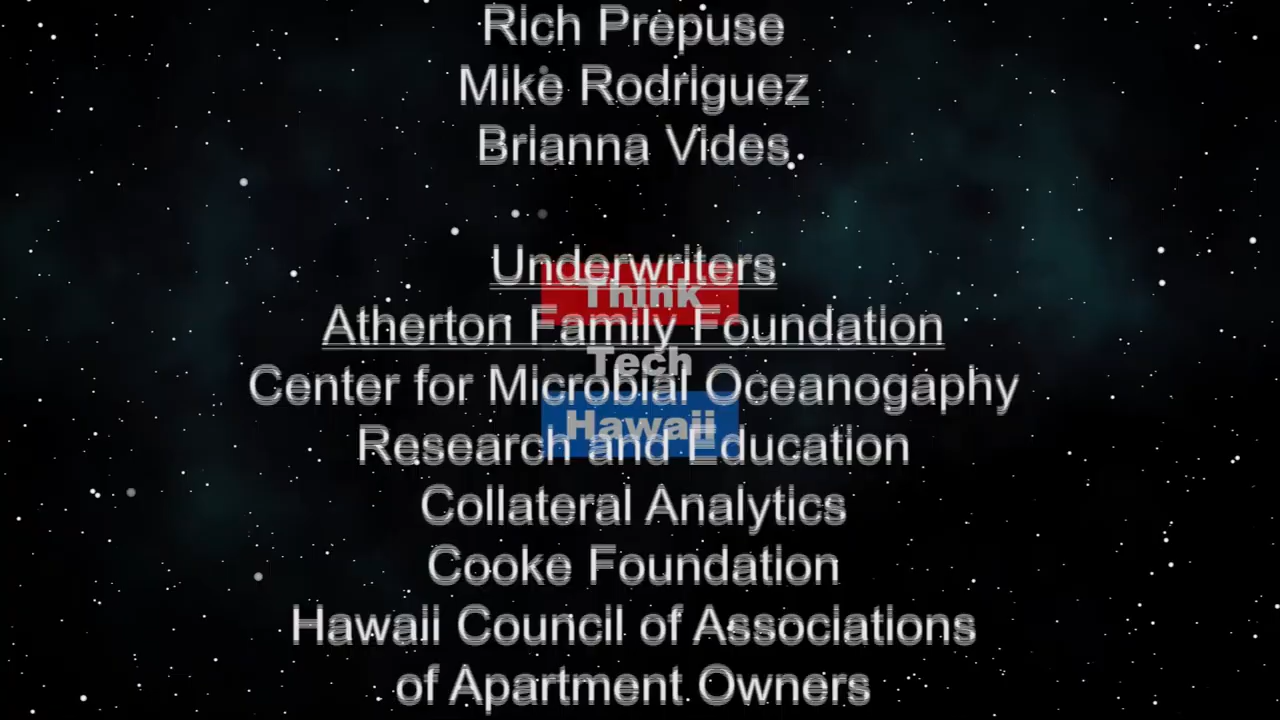 Rich Prepuse
Mike Rodriguez
Brianna Vides
Underwriters
Think
Atherton Family Foundation
Tech
Center for Microbial Oceanogaphy
Hawaii
Research and Education
Collateral Analytics
Cooke Foundation
Hawaii Council of Associations
of Apartment Owners